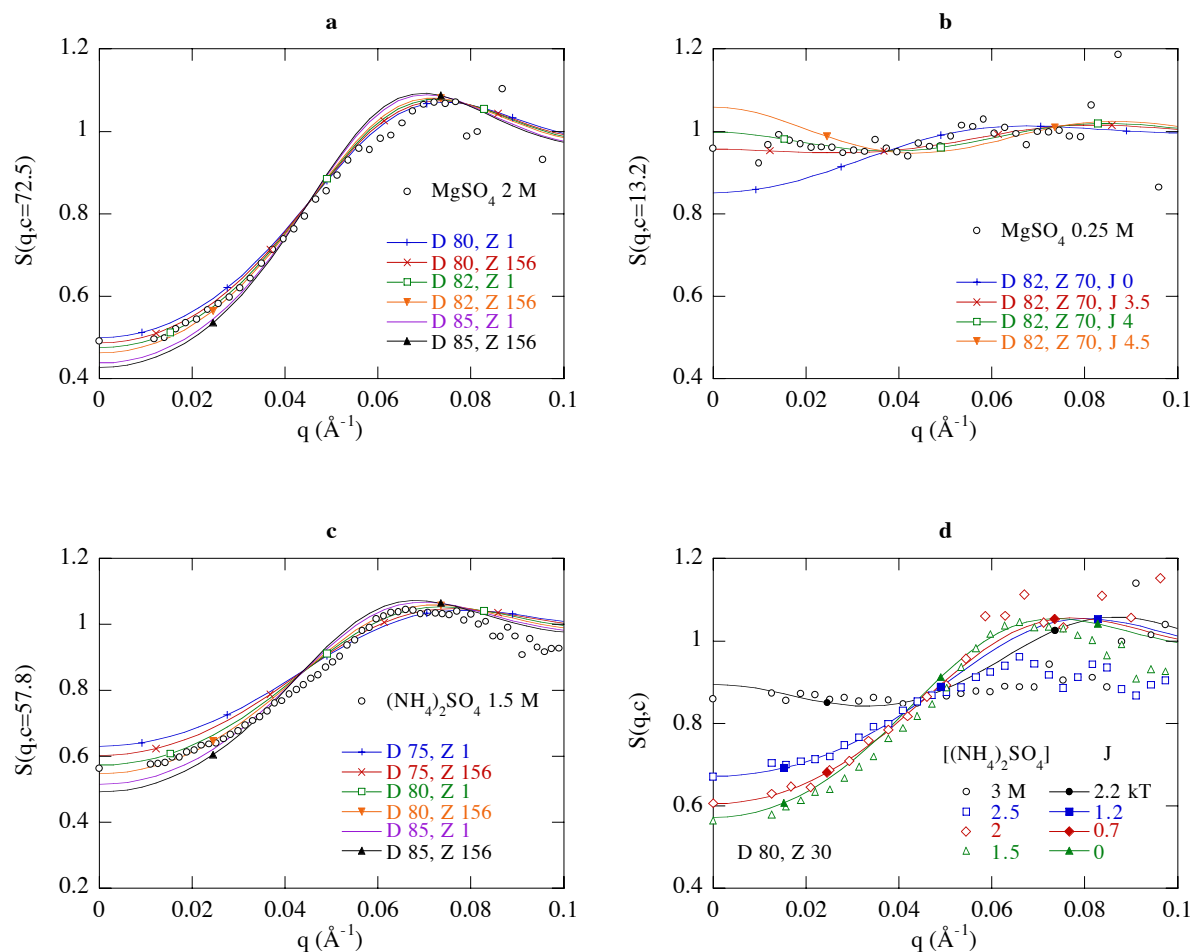 a
1.2
1
0.8
0.6
0.4
S(q,c=72.5)
MgSO4 2 M
D 80, Z 1
D 80, Z 156
D 82, Z 1
D 82, Z 156
D 85, Z 1
D 85, Z 156
0 0.02 0.04 0.06 0.08 0.1
q (Å-1)
b
1.2
1
0.8
0.6
0.4
S(q,c=13.2)
MgSO4 0.25 M
D 82, Z 70, J 0
D 82, Z 70, J 3.5
D 82, Z 70, J 4
D 82, Z 70, J 4.5
0 0.02 0.04 0.06 0.08 0.1
q (Å-1)
c
1.2
1
0.8
0.6
0.4
0.2
S(q,c=57.8)
(NH4)2SO4 1.5 M
D 75, Z 1
D 75, Z 156
D 80, Z 1
D 80, Z 156
D 85, Z 1
D 85, Z 156
0 0.02 0.04 0.06 0.08 0.1
q (Å-1)
d
1.2
1
0.8
0.6
0.4
S(q,c)
[(NH4)2SO4] J
3 M 2.2 kT
2.5 1.2
2 0.7
1.5 0
D 80, Z 30
0 0.02 0.04 0.06 0.08 0.1
q (Å-1)